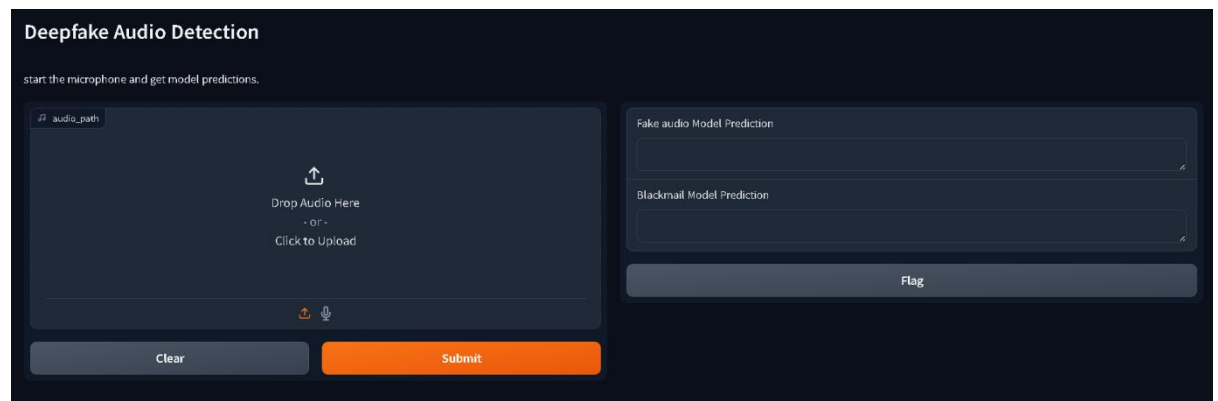 Deepfake Audio Detection
start the microphone and get model predictions.
audio_path
Drop Audio Here
- or -
Click to Upload
Clear
Submit
Fake audio Model Prediction
Blackmail Model Prediction
Flag